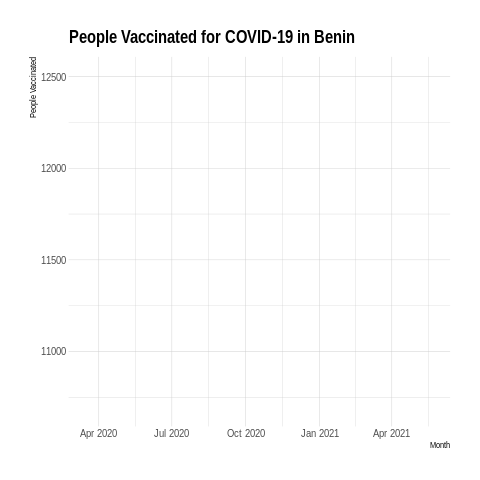 People Vaccinated for COVID-19 in Benin
People Vaccinated
12500
12000
11500
11000
Apr 2020 Jul 2020 Oct 2020 Jan 2021 Apr 2021
Month